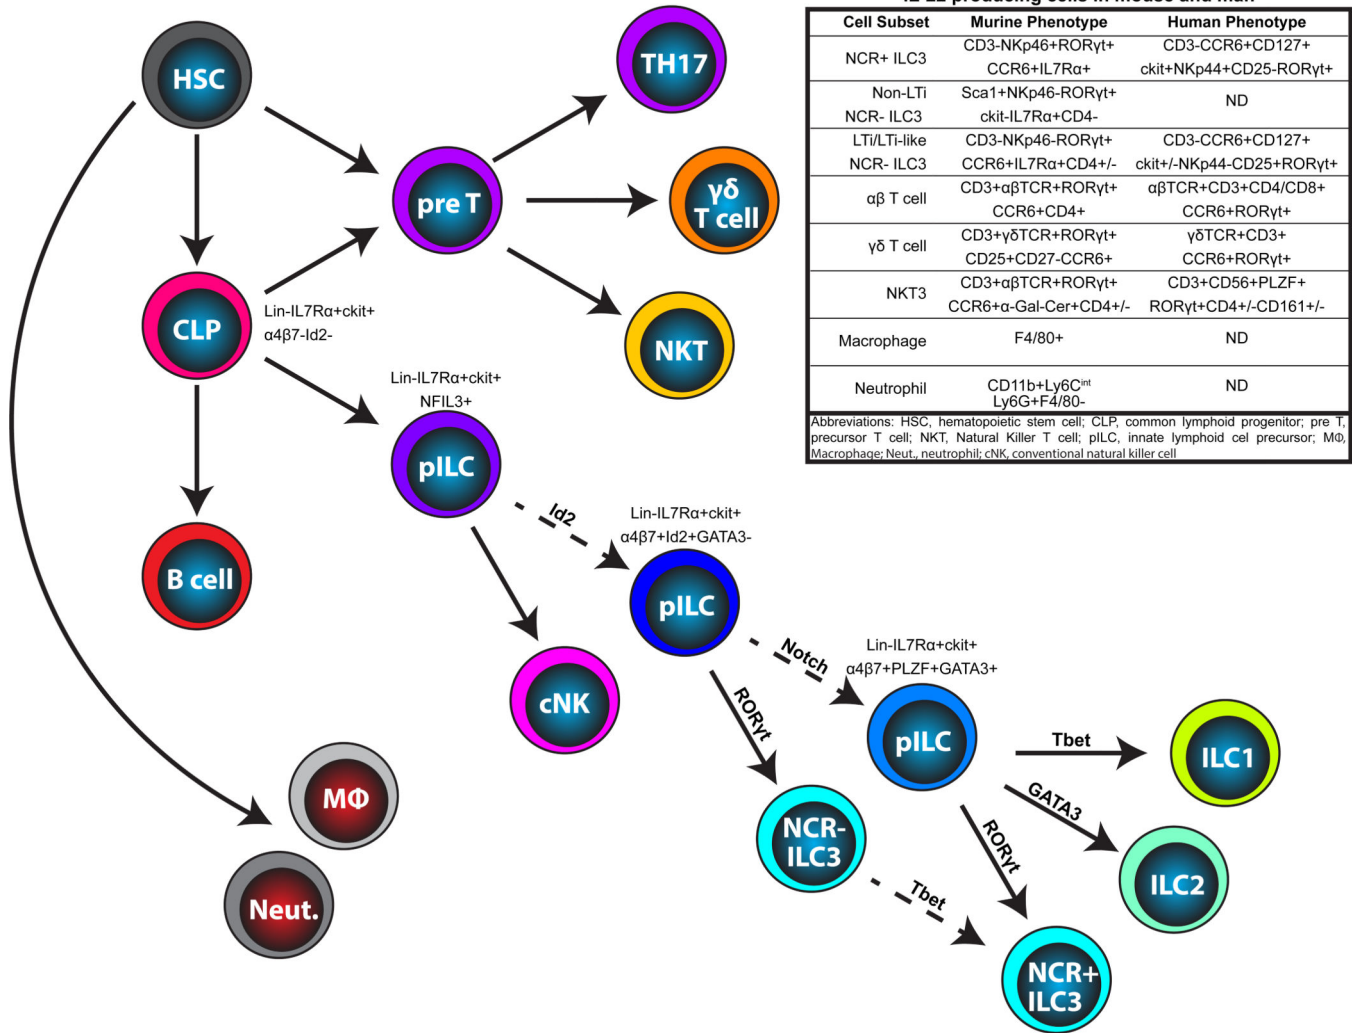 IL-22 producing cells in mouse and man
Cell Subset Murine Phenotype Human Phenotype
NCR+ ILC3 CD3-NKp46+RORγt+ CD3-CCR6+CD127+
CCR6+IL7Rα+ ckit+NKp44+CD25-RORγt+
Non-LTi Sca1+NKp46-RORγt+ ND
NCR- ILC3 ckit-IL7Rα+CD4-
LTi/LTi-like CD3-NKp46-RORγt+ CD3-CCR6+CD127+
NCR- ILC3 CCR6+IL7Rα+CD4+/- ckit+/-NKp44-CD25+RORγt+
αβ T cell CD3+αβTCR+RORγt+ αβTCR+CD3+CD4/CD8+
CCR6+CD4+ CCR6+RORγt+
γδ T cell CD3+γδTCR+RORγt+ γδTCR+CD3+
CD25+CD27-CCR6+ CCR6+RORγt+
NKT3 CD3+αβTCR+RORγt+ CD3+CD56+PLZF+
CCR6+α-Gal-Cer+CD4+/- RORγt+CD4+/-CD161+/-
Macrophage F4/80+ ND
Neutrophil CD11b+Ly6Cint ND
Ly6G+F4/80-
Abbreviations: HSC, hematopoietic stem cell; CLP, common lymphoid progenitor; pre T,
precursor T cell; NKT, Natural Killer T cell; pILC, innate lymphoid cel precursor; MΦ,
Macrophage; Neut., neutrophil; cNK, conventional natural killer cell
HSC
TH17
pre T
γδ
T cell
CLP
Lin-IL7Rα+ckit+
α4β7-Id2-
NKT
Lin-IL7Rα+ckit+
NFIL3+
pILC
B cell
Id2
Lin-IL7Rα+ckit+
α4β7+Id2+GATA3-
pILC
cNK
Notch
RORγt
Lin-IL7Rα+ckit+
α4β7+PLZF+GATA3+
pILC
Tbet
ILC1
GATA3
ILC2
RORγt
NCR-
ILC3
Tbet
NCR+
ILC3
MΦ
Neut.